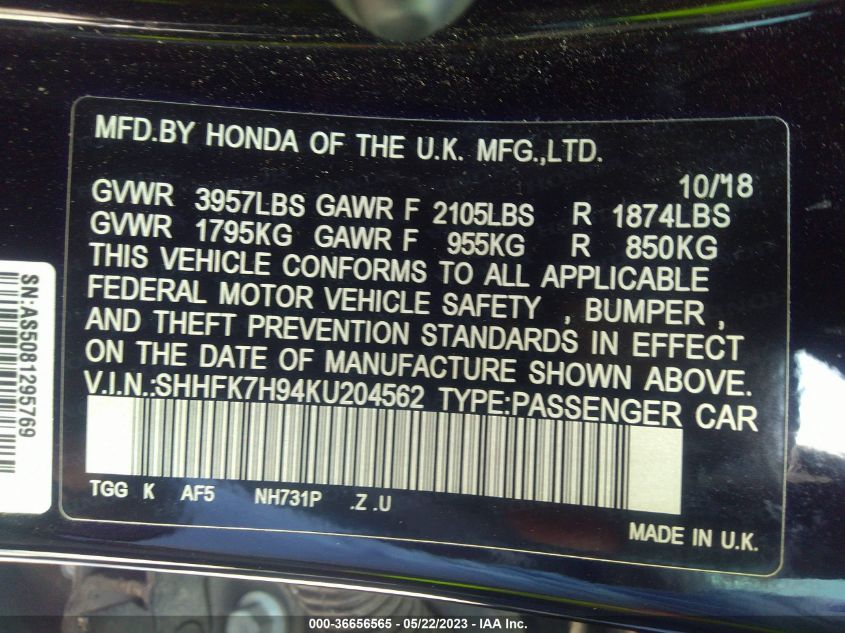 MFD.BY HONDA OF THE U.K. MFG.,LTD.
10/'18
GVWR 3957LBS GAWR F 2105LBS R 1874LBS
GVWR 1795KG GAWR F 955KG R 850KG
THIS VEHICLE CONFORMS TO ALL APPLICABLE
FEDERAL MOTOR VEHICLE SAFETY , BUMPER ,
AND THEFT PREVENTION STANDARDS IN EFFECT
ON THE DATE OF MANUFACTURE SHOWN ABOVE.
V.I.N.:SHHFK7H94KU204562 TYPE:PASSENGER CAR
TGG K AF5 NH731P .Z .U
MADE IN U.K.
SN:AS5081295769
000-36656565 - 05/22/2023 - IAA Inc.